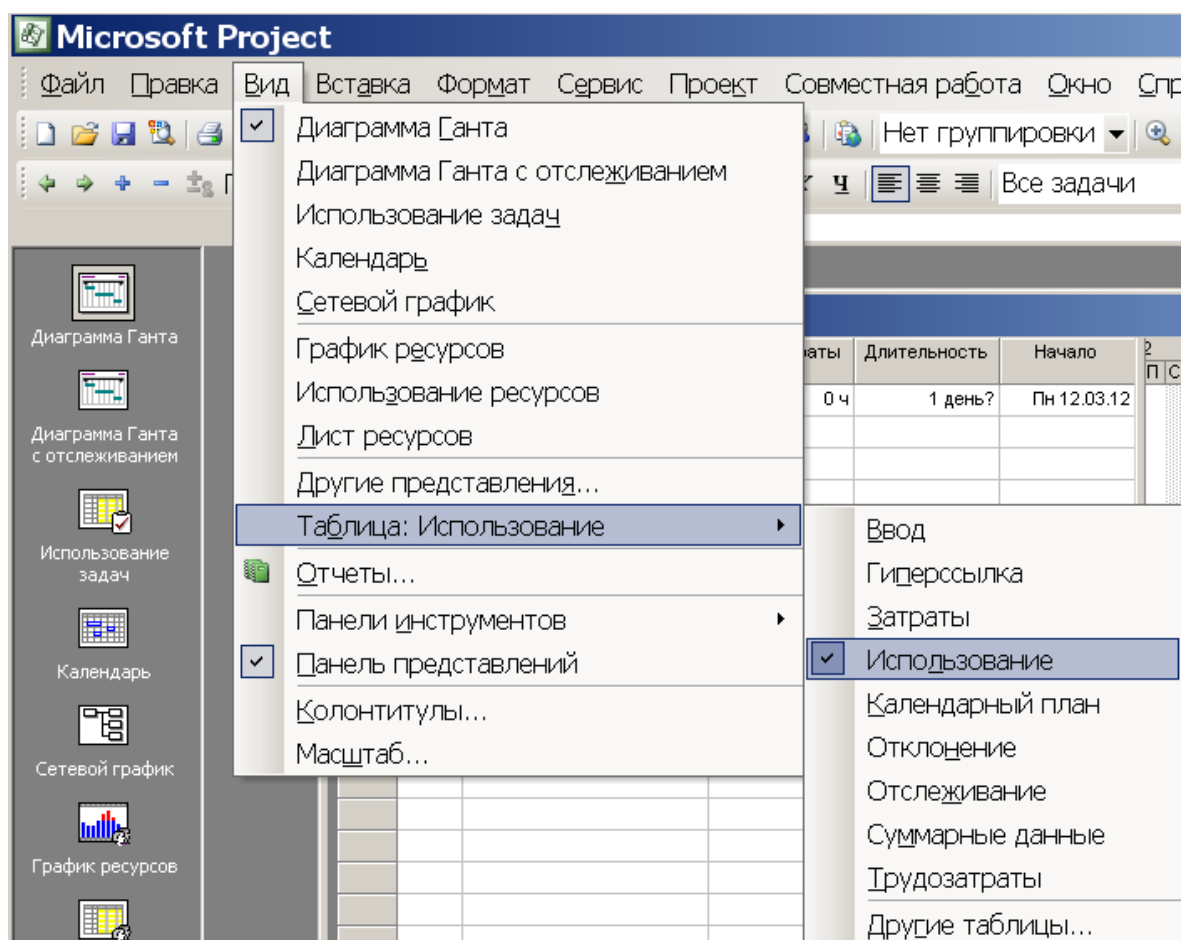 Microsoft Project
Файл Правка Вид Вставка Формат Сервис Проект Совместная работа Окно Спр
Нет группировки
Ч Все задачи
Диаграмма Ганта
Диаграмма Ганта с отслеживанием
Использование задач
Календарь
Сетевой график
График ресурсов
Использование ресурсов
Лист ресурсов
Другие представления...
Таблица: Использование
Отчеты...
Панели инструментов
Панель представлений
Колонтитулы...
Масштаб...
Диаграмма Ганта
Диаграмма Ганта
с отслеживанием
Использование
задач
Календарь
Сетевой график
График ресурсов
аты Длительность Начало
П С
0 ч 1 день? Пн 12.03.12
Ввод
Гиперссылка
Затраты
Использование
Календарный план
Отклонение
Отслеживание
Суммарные данные
Трудозатраты
Другие таблицы...